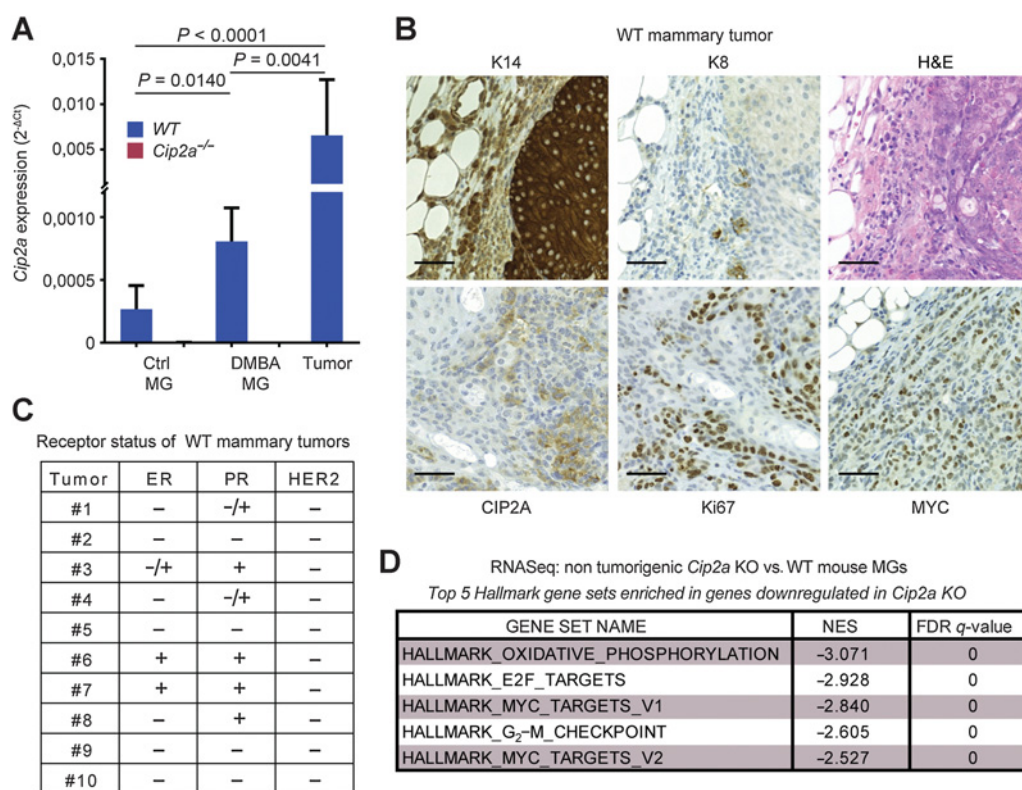 A
P < 0.0001
P = 0.0041
P = 0.0140
0,015
0,010
0,005
0,0010
0,0005
0
Cip2a expression (2^-ΔCt)
WT
Cip2a−/−
Ctrl
MG
DMBA
MG
Tumor
B
WT mammary tumor
K14 K8 H&E
CIP2A Ki67 MYC
C
Receptor status of WT mammary tumors
Tumor ER PR HER2
#1 – –/+ –
#2 – – –
#3 –/+ + –
#4 – –/+ –
#5 – – –
#6 + + –
#7 + + –
#8 – + –
#9 – – –
#10 – – –
D
RNASeq: non tumorigenic Cip2a KO vs. WT mouse MGs
Top 5 Hallmark gene sets enriched in genes downregulated in Cip2a KO
GENE SET NAME NES FDR q-value
HALLMARK_OXIDATIVE_PHOSPHORYLATION −3.071 0
HALLMARK_E2F_TARGETS −2.928 0
HALLMARK_MYC_TARGETS_V1 −2.840 0
HALLMARK_G₂–M_CHECKPOINT −2.605 0
HALLMARK_MYC_TARGETS_V2 −2.527 0